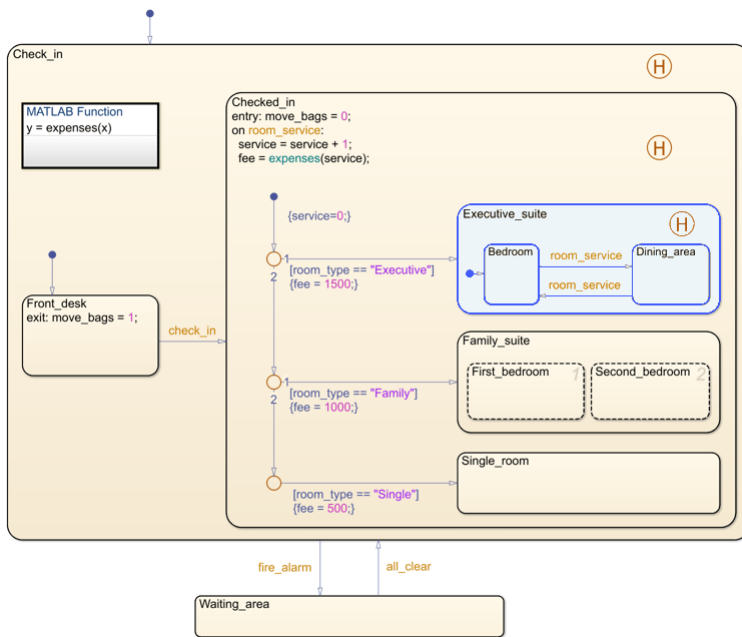 Check_in
H
MATLAB Function
y = expenses(x)
Checked_in
entry: move_bags = 0;
on room_service:
service = service + 1;
fee = expenses(service);
H
{service=0;}
Executive_suite
H
Bedroom
room_service
Dining_area
room_service
1
2
[room_type == "Executive"]
{fee = 1500;}
Front_desk
exit: move_bags = 1;
check_in
Family_suite
First_bedroom 1
Second_bedroom 2
1
2
[room_type == "Family"]
{fee = 1000;}
Single_room
[room_type == "Single"]
{fee = 500;}
fire_alarm
all_clear
Waiting_area